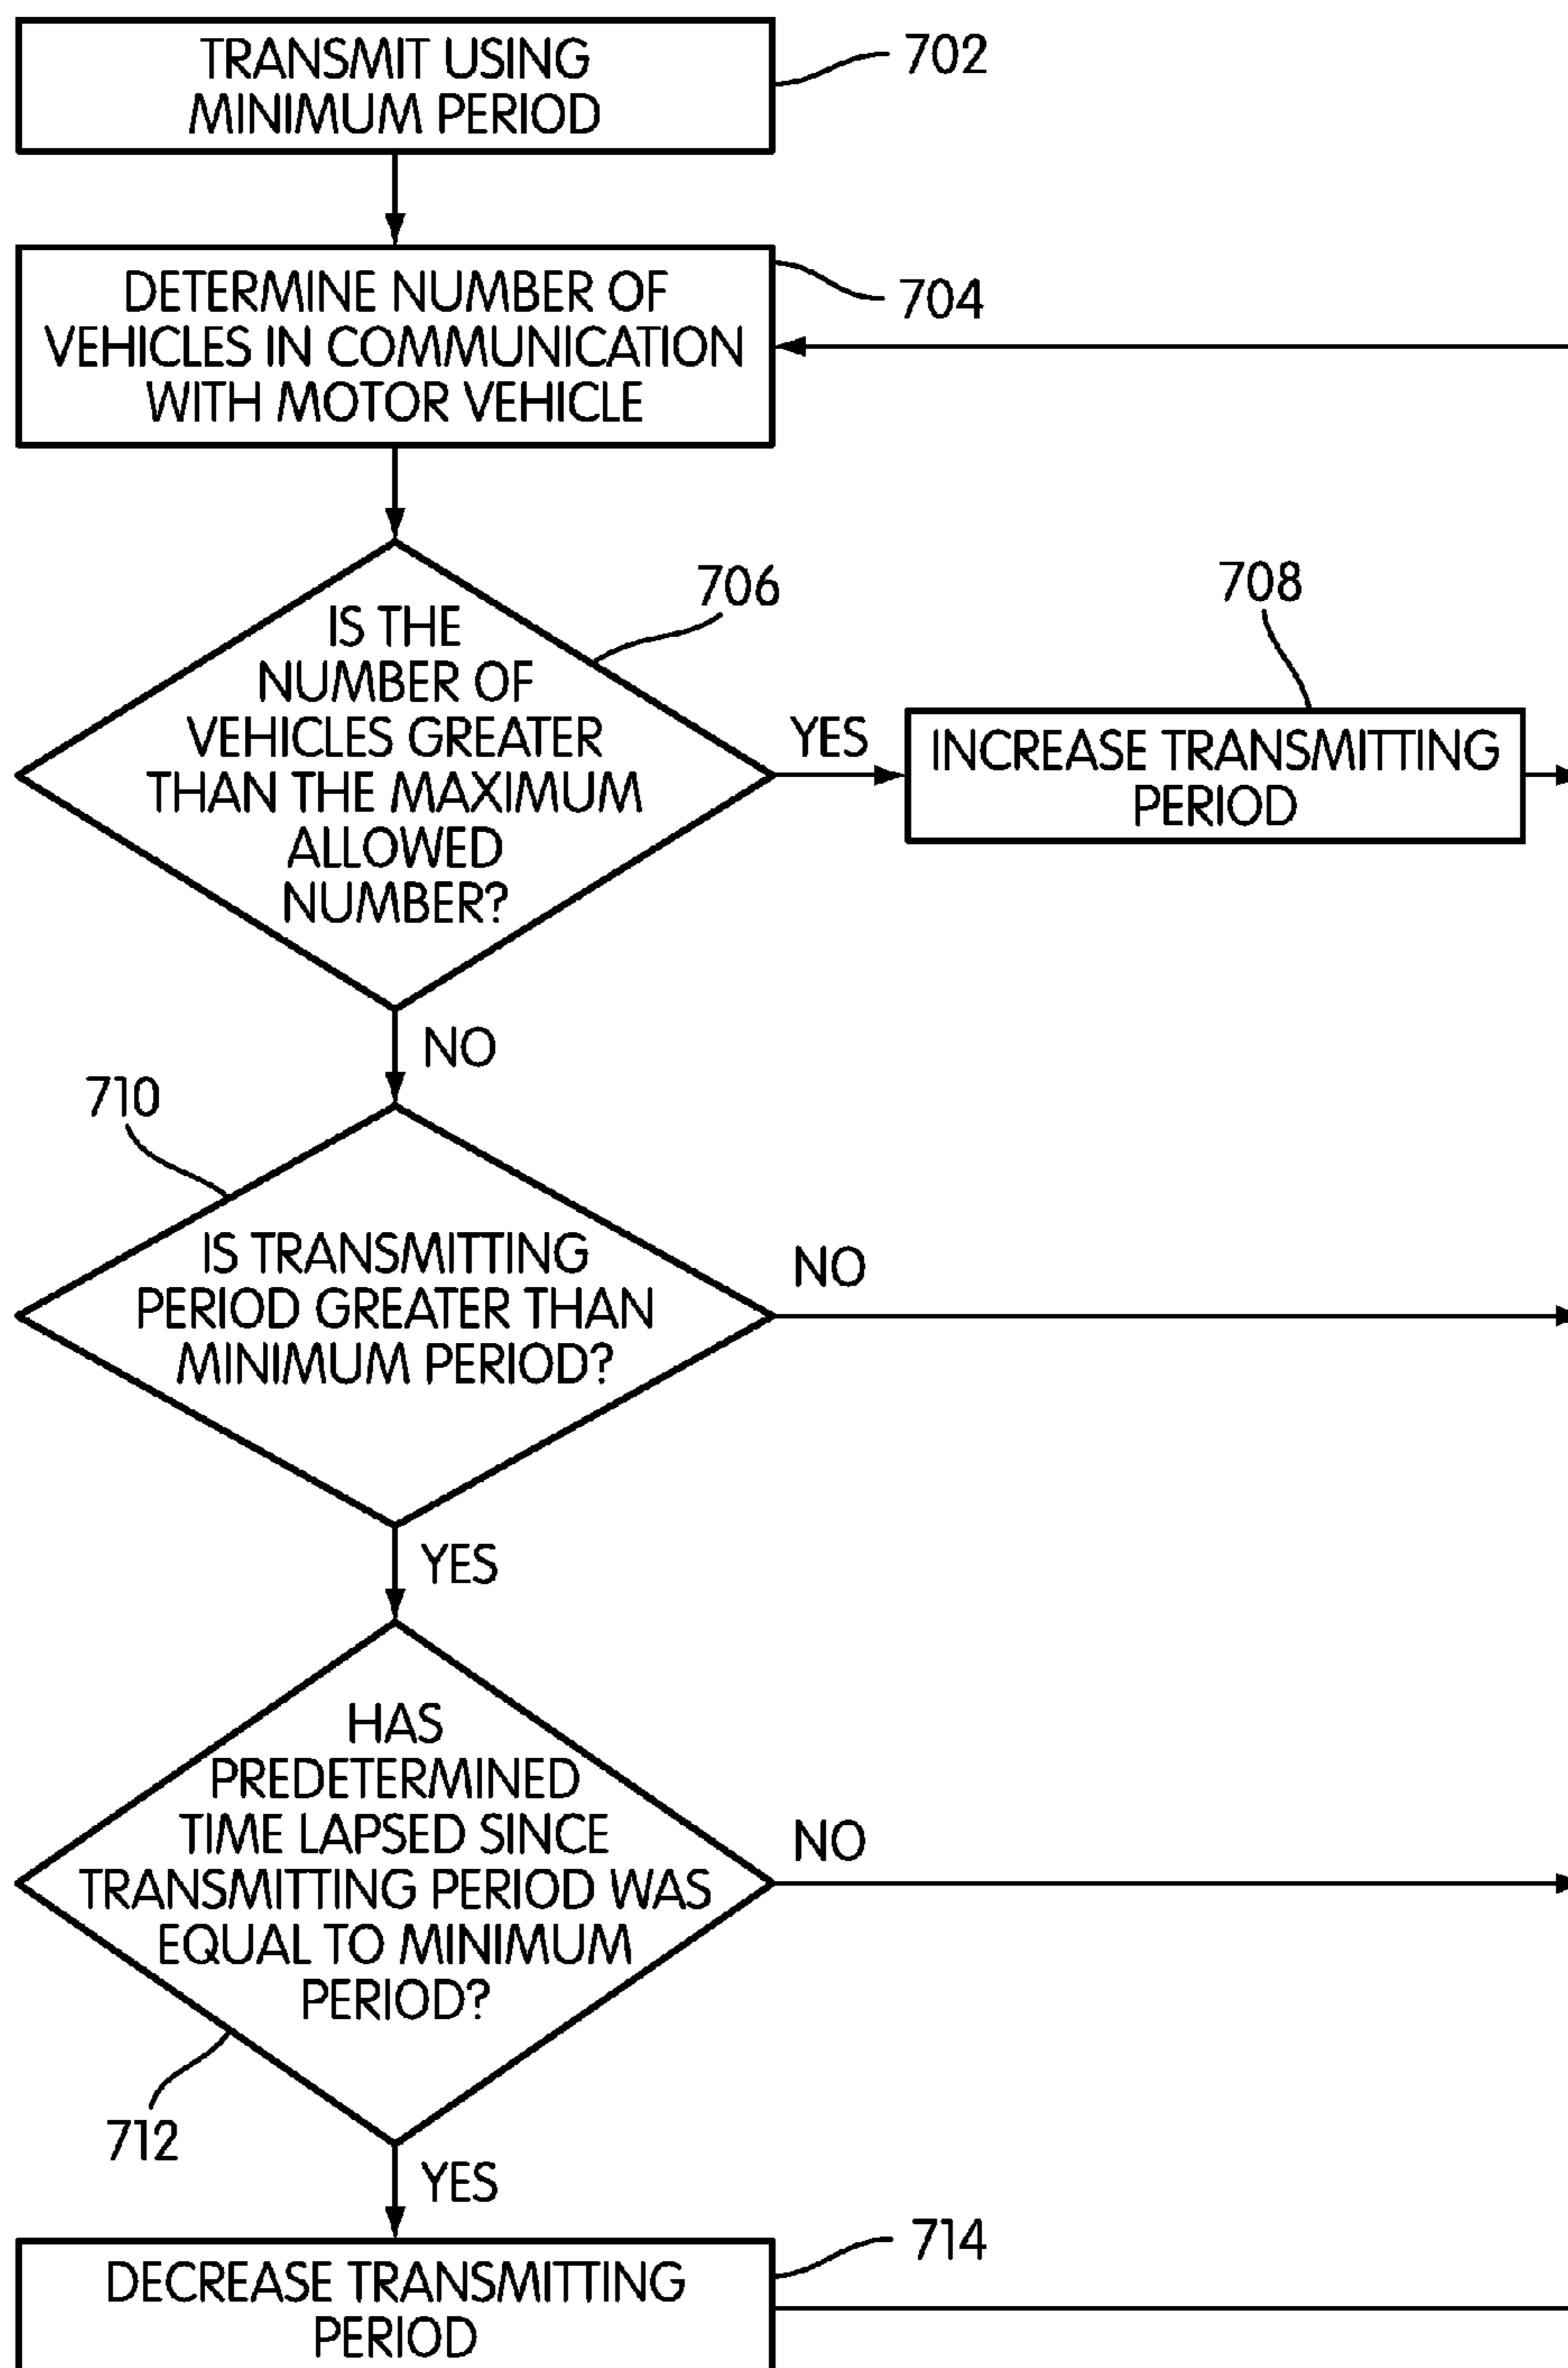 TRANSMIT USING
MINIMUM PERIOD
702
DETERMINE NUMBER OF
VEHICLES IN COMMUNICATION
WITH MOTOR VEHICLE
704
IS THE
NUMBER OF
VEHICLES GREATER
THAN THE MAXIMUM
ALLOWED
NUMBER?
706
YES
708
INCREASE TRANSMITTING
PERIOD
NO
710
IS TRANSMITTING
PERIOD GREATER THAN
MINIMUM PERIOD?
NO
YES
HAS
PREDETERMINED
TIME LAPSED SINCE
TRANSMITTING PERIOD WAS
EQUAL TO MINIMUM
PERIOD?
NO
712
YES
DECREASE TRANSMITTING
PERIOD
714